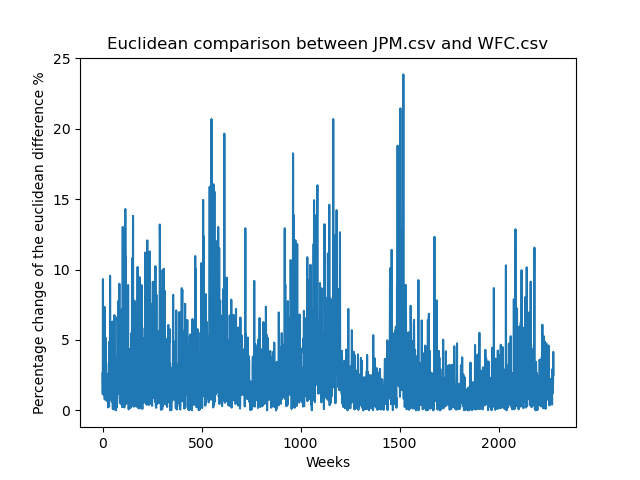 Euclidean comparison between JPM.csv and WFC.csv
Percentage change of the euclidean difference %
25
20
15
10
5
0
0 500 1000 1500 2000
Weeks